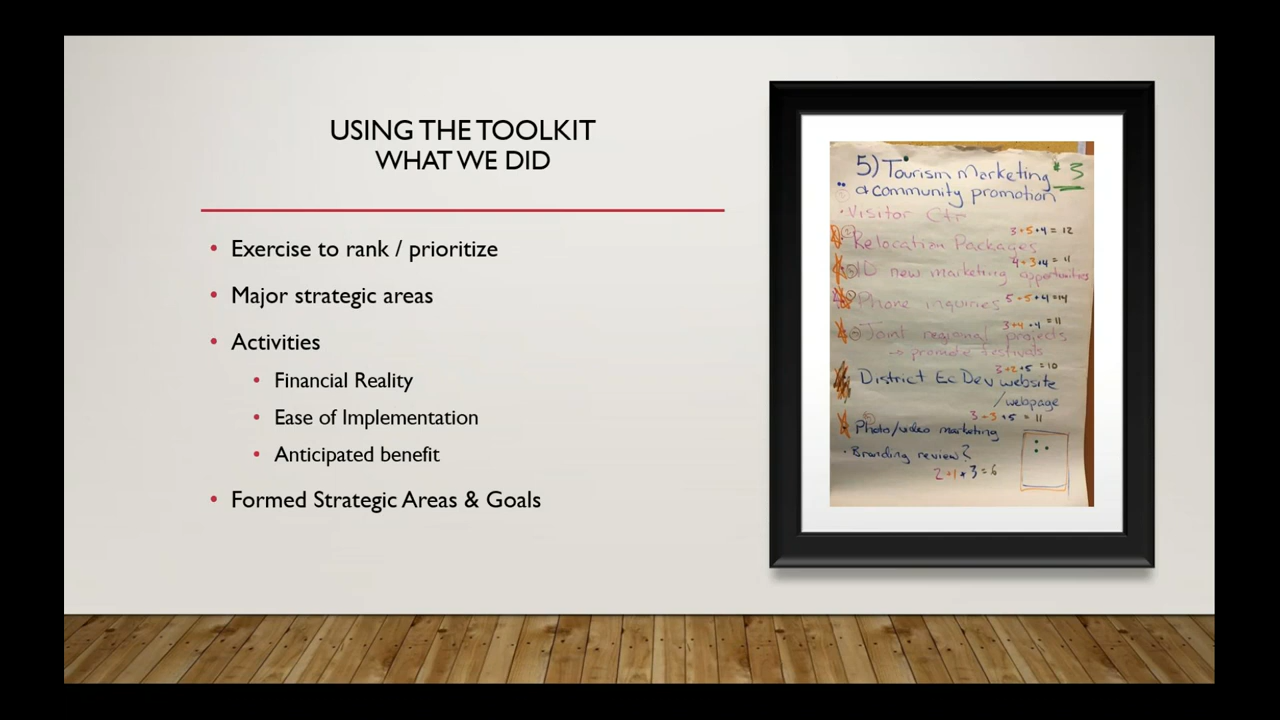 USING THE TOOLKIT
WHAT WE DID
• Exercise to rank / prioritize
• Major strategic areas
• Activities
• Financial Reality
• Ease of Implementation
• Anticipated benefit
• Formed Strategic Areas & Goals
5) Tourism Marketing # 3
& community promotion
• Visitor Ctr
3+5+4 = 12
Relocation Packages
4+3+4 = 11
ID new marketing opportunities
Phone inquiries 5+5+4=14
3+4+4 = 11
Joint regional projects
→ promote festivals
3+2+5 = 10
District Ec Dev website
/webpage
3+3+5 = 11
Photo/video marketing
• Branding review?
2+1+3=6